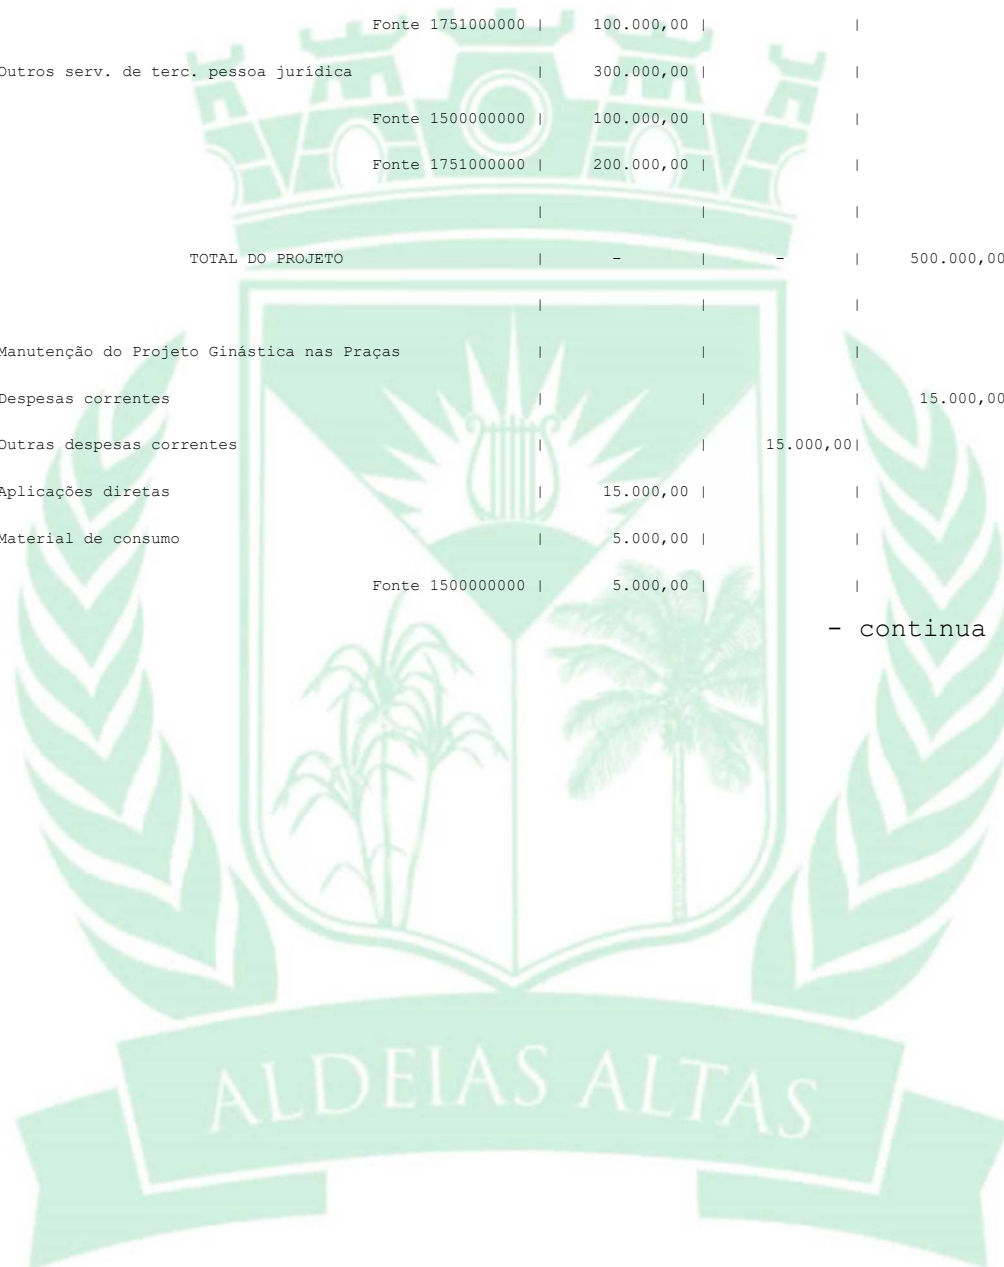 Fonte 1751000000 | 100.000,00 | |
Outros serv. de terc. pessoa jurídica | 300.000,00 | |
Fonte 1500000000 | 100.000,00 | |
Fonte 1751000000 | 200.000,00 | |
| | |
TOTAL DO PROJETO | - | - | 500.000,00
| | |
Manutenção do Projeto Ginástica nas Praças | | |
Despesas correntes | | | 15.000,00
Outras despesas correntes | | 15.000,00|
Aplicações diretas | 15.000,00 | |
Material de consumo | 5.000,00 | |
Fonte 1500000000 | 5.000,00 | |
- continua
ALDEIAS ALTAS